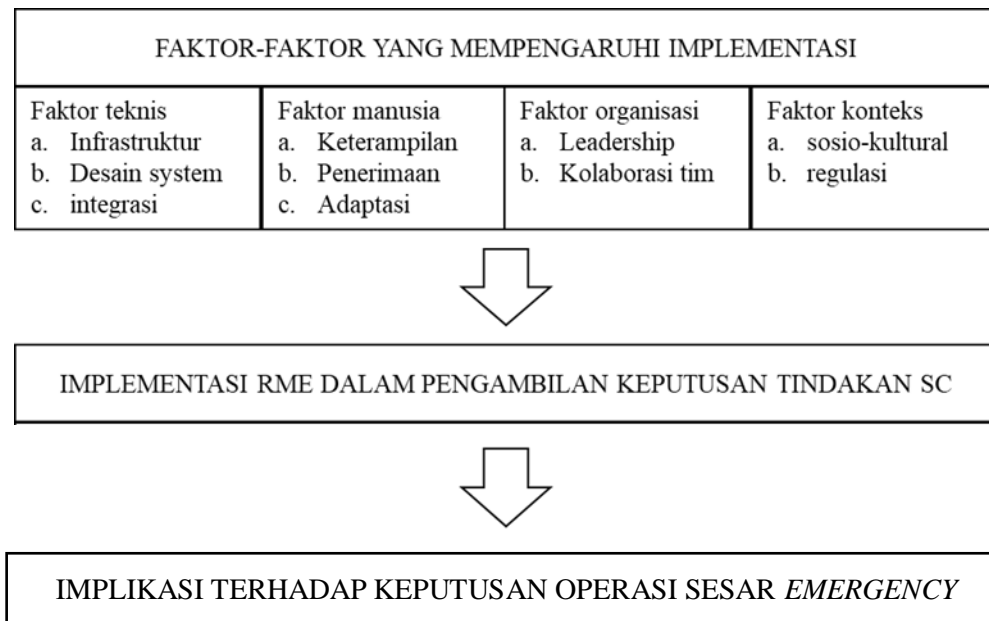 FAKTOR-FAKTOR YANG MEMPENGARUHI IMPLEMENTASI
Faktor teknis
a. Infrastruktur
b. Desain system
c. integrasi
Faktor manusia
a. Keterampilan
b. Penerimaan
c. Adaptasi
Faktor organisasi
a. Leadership
b. Kolaborasi tim
Faktor konteks
a. sosio-kultural
b. regulasi
IMPLEMENTASI RME DALAM PENGAMBILAN KEPUTUSAN TINDAKAN SC
IMPLIKASI TERHADAP KEPUTUSAN OPERASI SESAR EMERGENCY